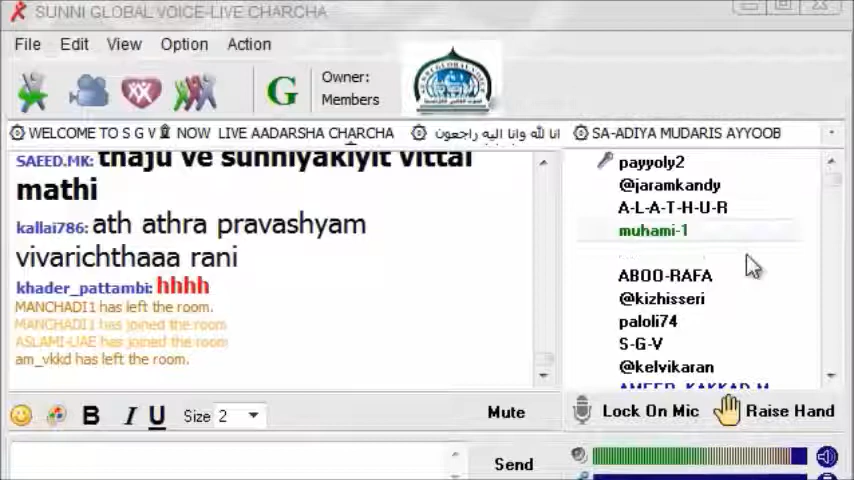 SUNNI GLOBAL VOICE-LIVE CHARCHA
File Edit View Option Action
G
Owner:
Members
WELCOME TO S G V NOW LIVE AADARSHA CHARCHA انا لله وانا اليه راجعون SA-ADIYA MUDARIS AYYOOB
SAEED.MK: thaju ve sunniyakiyit vittal
mathi
kallai786: ath athra pravashyam
vivarichthaaa rani
khader_pattambi: hhhh
MANCHADI1 has left the room.
MANCHADI1 has joined the room
ASLAMI-UAE has joined the room
am_vkkd has left the room.
payyoly2
@jaramkandy
A-L-A-T-H-U-R
muhami-1
ABOO-RAFA
@kizhisseri
paloli74
S-G-V
@kelvikaran
AMEER_KAKKAD M
B I U Size 2 Mute Lock On Mic Raise Hand
Send